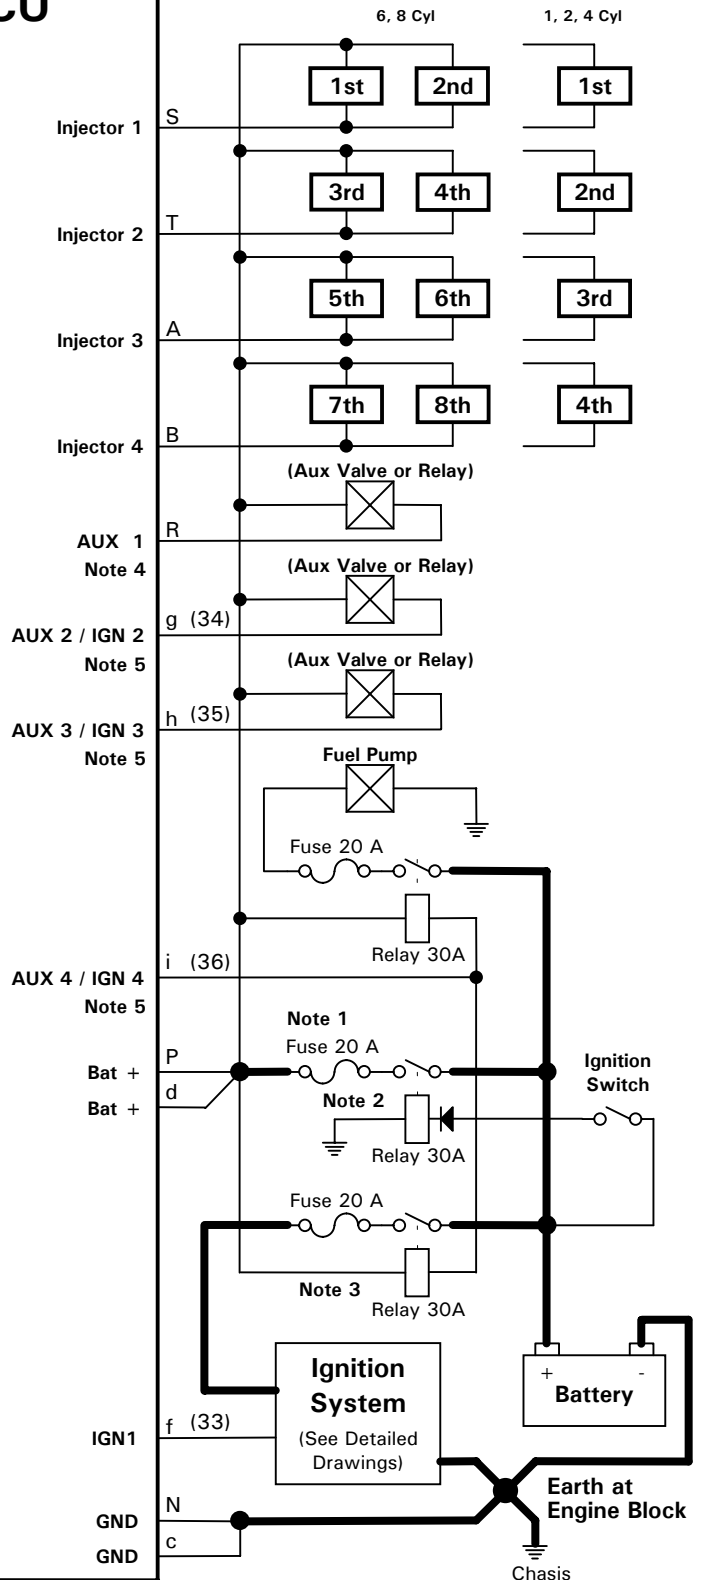 CU
6, 8 Cyl
1, 2, 4 Cyl
1st
2nd
1st
Injector 1
S
3rd
4th
2nd
Injector 2
T
5th
6th
3rd
Injector 3
A
7th
8th
4th
Injector 4
B
(Aux Valve or Relay)
AUX 1
R
Note 4
(Aux Valve or Relay)
AUX 2 / IGN 2
g (34)
Note 5
(Aux Valve or Relay)
AUX 3 / IGN 3
h (35)
Note 5
Fuel Pump
Fuse 20 A
Relay 30A
AUX 4 / IGN 4
i (36)
Note 5
Note 1
Fuse 20 A
Bat +
P
Bat +
d
Ignition
Switch
Note 2
Relay 30A
Fuse 20 A
Note 3
Relay 30A
Ignition
System
(See Detailed
Drawings)
+ -
Battery
IGN1
f (33)
Earth at
Engine Block
GND
N
GND
c
Chasis